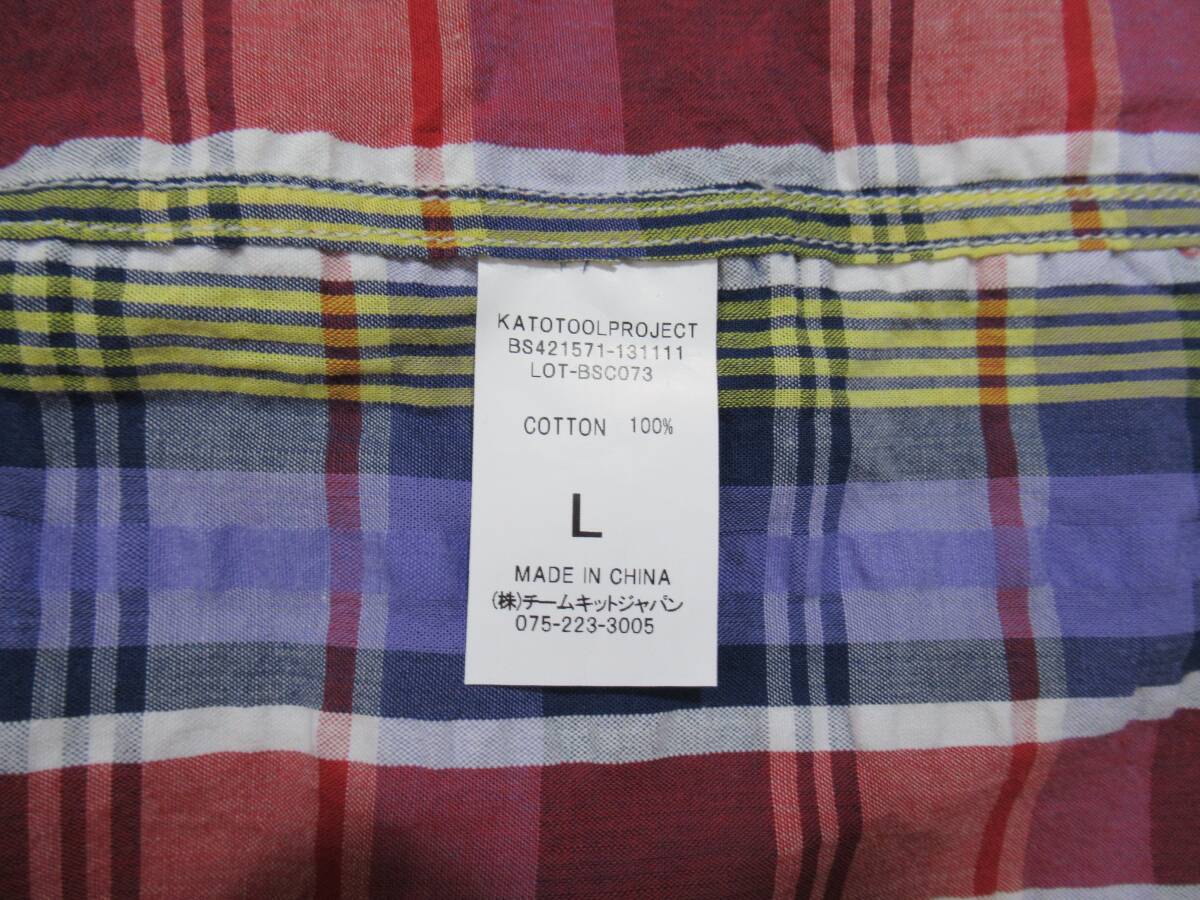 KATOTOOLPROJECT
BS421571-131111
LOT-BSC073
COTTON 100%
L
MADE IN CHINA
(株)チームキットジャパン
075-223-3005